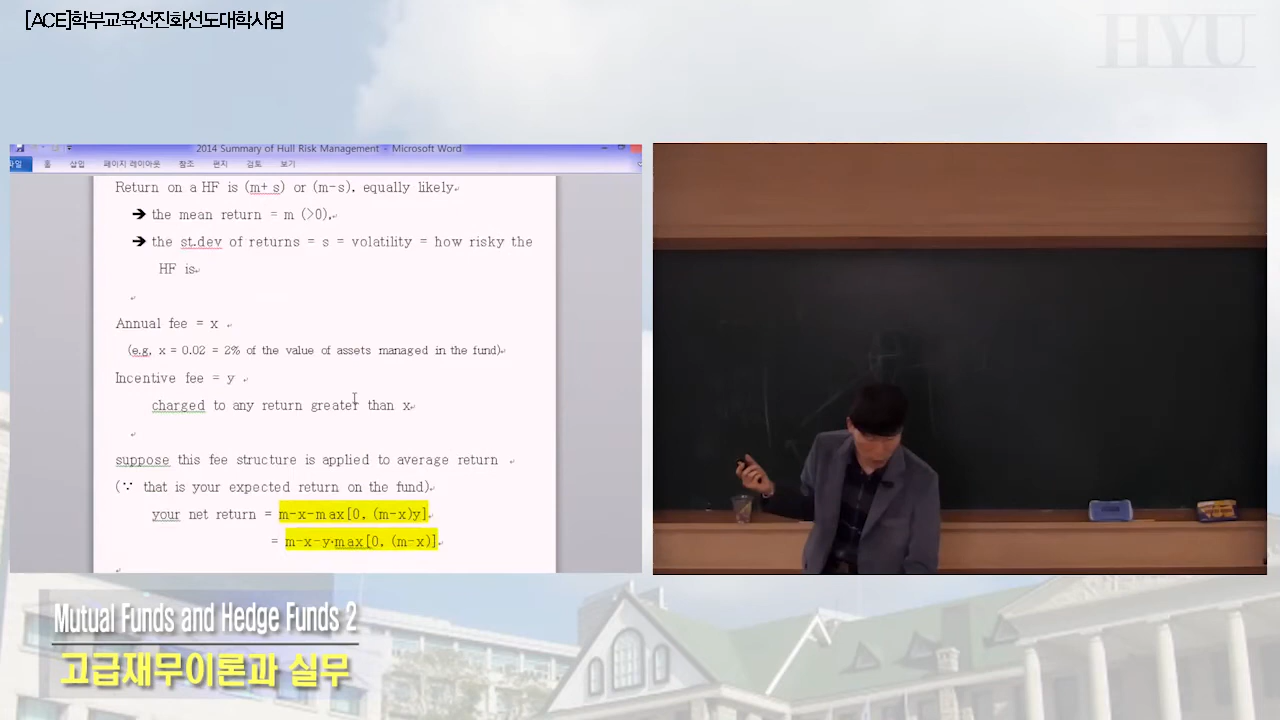 [ACE]학부교육선진화선도대학사업
HYU
2014 Summary of Hull Risk Management - Microsoft Word
파일 홈 삽입 페이지 레이아웃 참조 편지 검토 보기
Return on a HF is (m+s) or (m-s), equally likely
➔ the mean return = m (>0),
➔ the st.dev of returns = s = volatility = how risky the
HF is
Annual fee = x
(e.g, x = 0.02 = 2% of the value of assets managed in the fund)
Incentive fee = y
charged to any return greater than x
suppose this fee structure is applied to average return
(∵ that is your expected return on the fund)
your net return = m-x-max[0, (m-x)y]
= m-x-y·max[0, (m-x)]
Mutual Funds and Hedge Funds 2
고급재무이론과 실무